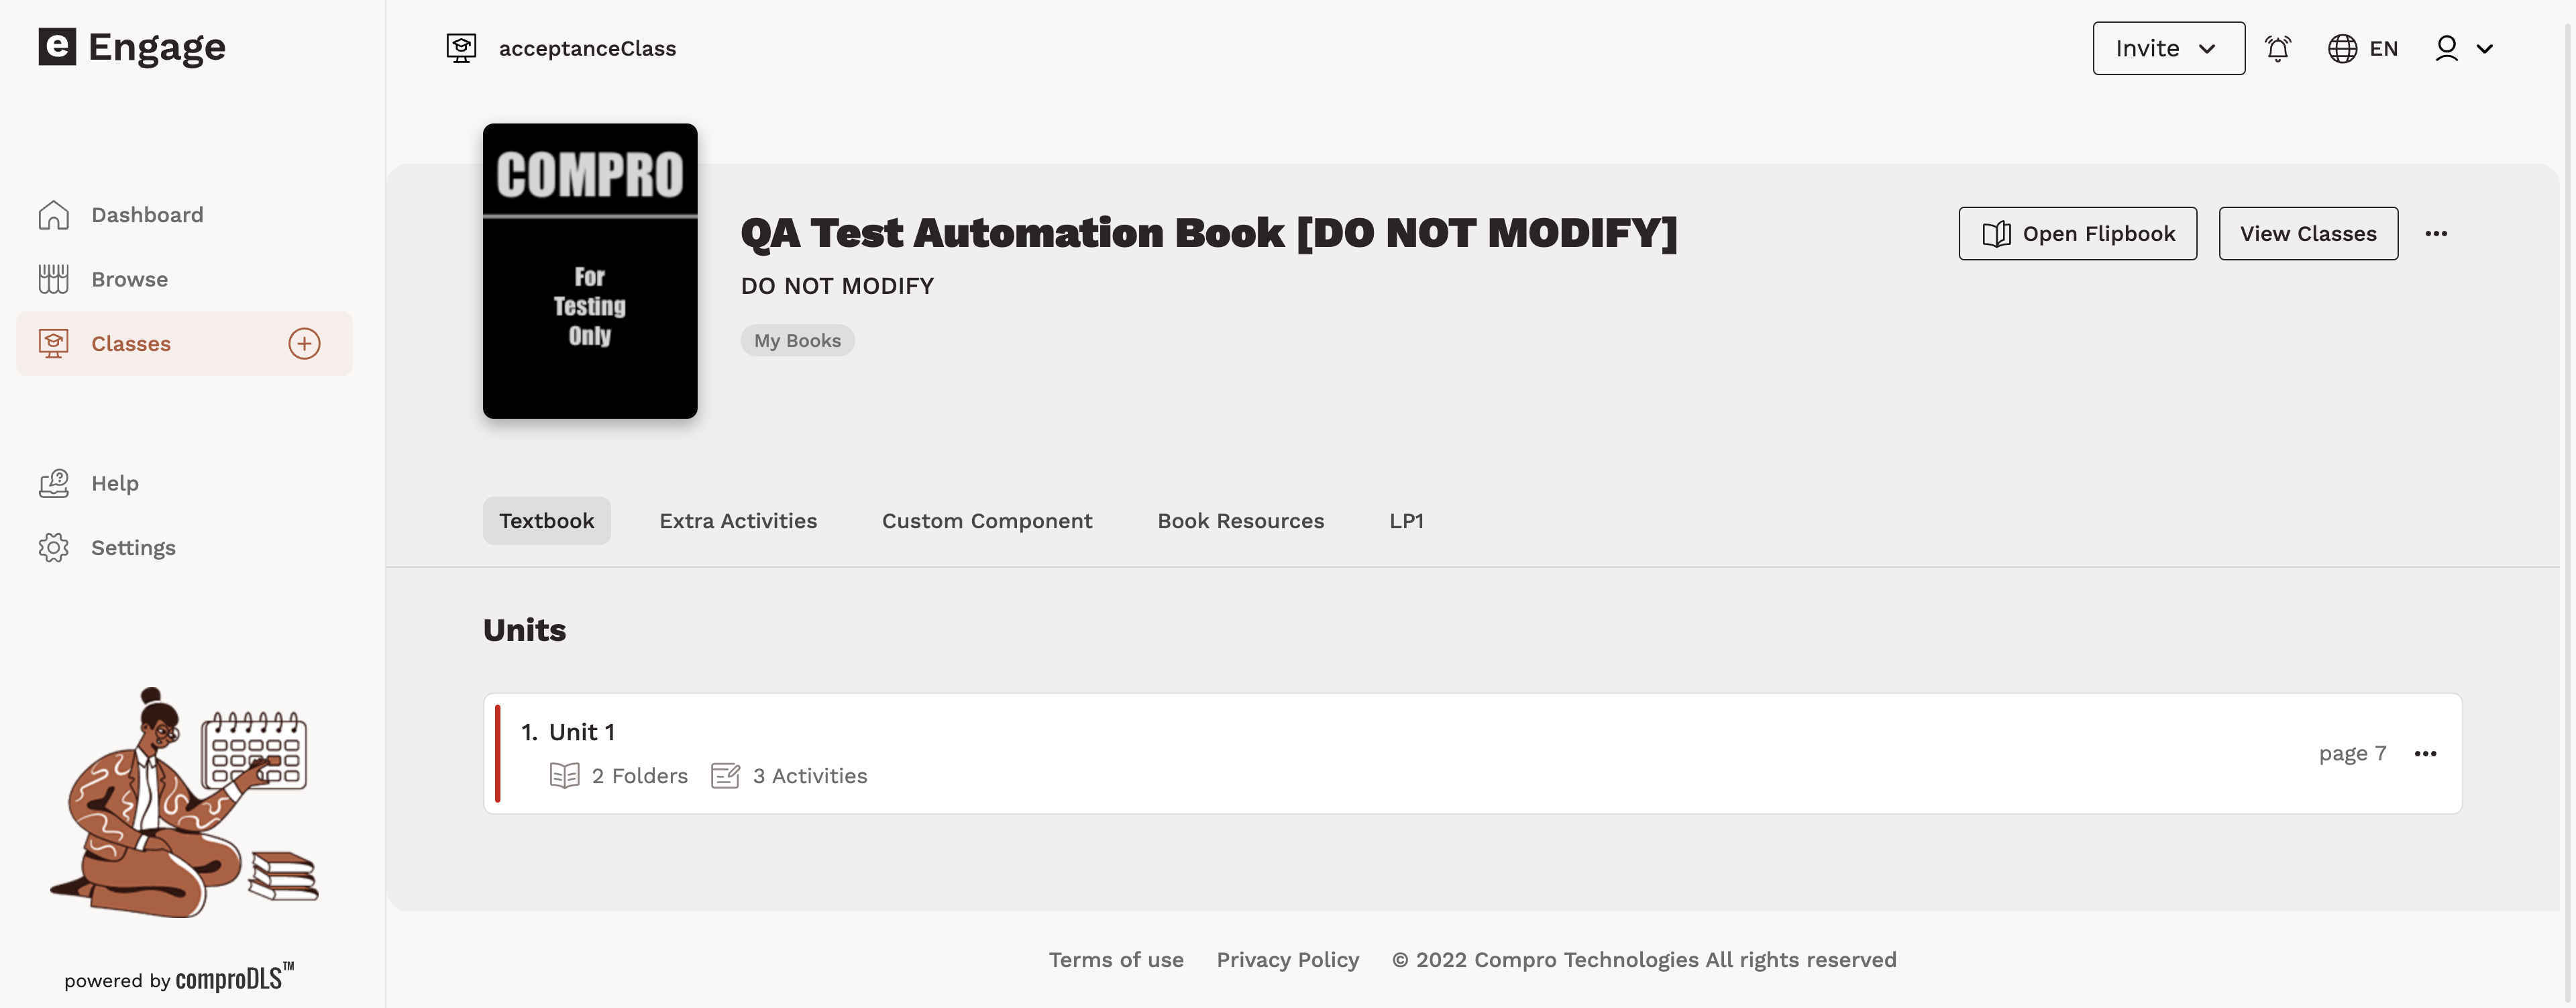 e Engage
acceptanceClass
Invite
EN
Dashboard
Browse
Classes
Help
Settings
powered by comproDLS™
COMPRO
For
Testing
Only
QA Test Automation Book [DO NOT MODIFY]
DO NOT MODIFY
My Books
Open Flipbook
View Classes
Textbook
Extra Activities
Custom Component
Book Resources
LP1
Units
1. Unit 1
2 Folders
3 Activities
page 7
Terms of use
Privacy Policy
© 2022 Compro Technologies All rights reserved